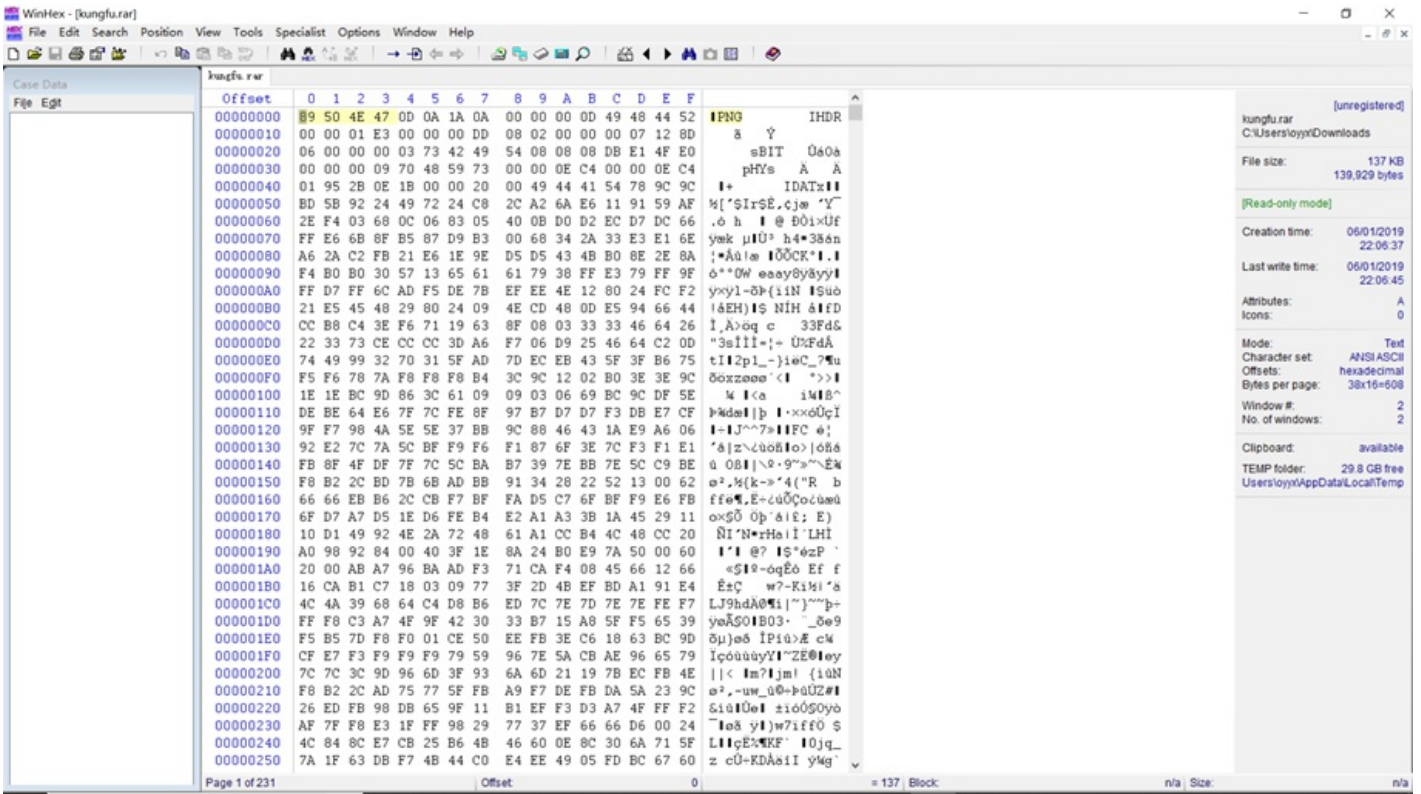 WinHex - [kungfu.rar]
File Edit Search Position View Tools Specialist Options Window Help
Case Data
File Edit
kungfu.rar
Offset 0 1 2 3 4 5 6 7 8 9 A B C D E F
00000000 89 50 4E 47 0D 0A 1A 0A 00 00 00 0D 49 48 44 52 PNG IHDR
00000010 00 00 01 E3 00 00 00 DD 08 02 00 00 00 07 12 8D ã Ý
00000020 06 00 00 00 03 73 42 49 54 08 08 08 DB E1 4F E0 sBIT ÛáOà
00000030 00 00 00 09 70 48 59 73 00 00 0E C4 00 00 0E C4 pHYs Ä Ä
00000040 01 95 2B 0E 1B 00 00 20 00 49 44 41 54 78 9C 9C + IDATx
00000050 BD 5B 92 24 49 72 24 C8 2C A2 6A E6 11 91 59 AF
00000060 2E F4 03 68 0C 06 83 05 40 0B D0 D2 EC D7 DC 66
00000070 FF E6 6B 8F B5 87 D9 B3 00 68 34 2A 33 E3 E1 6E
00000080 A6 2A C2 FB 21 E6 1E 9E D5 D5 43 4B B0 8E 2E 8A
00000090 F4 B0 B0 30 57 13 65 61 61 79 38 FF E3 79 FF 9F
000000A0 FF D7 FF 6C AD F5 DE 7B EF EE 4E 12 80 24 FC F2
000000B0 21 E5 45 48 29 80 24 09 4E CD 48 0D E5 94 66 44
000000C0 CC B8 C4 3E F6 71 19 63 8F 08 03 33 33 46 64 26
000000D0 22 33 73 CE CC CC 3D A6 F7 06 D9 25 46 64 C2 0D
000000E0 74 49 99 32 70 31 5F AD 7D EC EB 43 5F 3F B6 75
000000F0 F5 F6 78 7A F8 F8 F8 B4 3C 9C 12 02 B0 3E 3E 9C
00000100 1E 1E BC 9D 86 3C 61 09 09 03 06 69 BC 9C DF 5E
00000110 DE BE 64 E6 7F 7C FE 8F 97 B7 D7 D7 F3 DB E7 CF
00000120 9F F7 98 4A 5E 5E 37 BB 9C 88 46 43 1A E9 A6 06
00000130 92 E2 7C 7A 5C BF F9 F6 F1 87 6F 3E 7C F3 F1 E1
00000140 FB 8F 4F DF 7F 7C 5C BA B7 39 7E BB 7E 5C C9 BE
00000150 F8 B2 2C BD 7B 6B AD BB 91 34 28 22 52 13 00 62
00000160 66 66 EB B6 2C CB F7 BF FA D5 C7 6F BF F9 E6 FB
00000170 6F D7 A7 D5 1E D6 FE B4 E2 A1 A3 3B 1A 45 29 11
00000180 10 D1 49 92 4E 2A 72 48 61 A1 CC B4 4C 48 CC 20
00000190 A0 98 92 84 00 40 3F 1E 8A 24 B0 E9 7A 50 00 60
000001A0 20 00 AB A7 96 BA AD F3 71 CA F4 08 45 66 12 66
000001B0 16 CA B1 C7 18 03 09 77 3F 2D 4B EF BD A1 91 E4
000001C0 4C 4A 39 68 64 C4 D8 B6 ED 7C 7E 7D 7E 7E FE F7
000001D0 FF F8 C3 A7 4F 9F 42 30 33 B7 15 A8 5F F5 65 39
000001E0 F5 B5 7D F8 F0 01 CE 50 EE FB 3E C6 18 63 BC 9D
000001F0 CF E7 F3 F9 F9 F9 79 59 96 7E 5A CB AE 96 65 79
00000200 7C 7C 3C 9D 96 6D 3F 93 6A 6D 21 19 7B EC FB 4E
00000210 F8 B2 2C AD 75 77 5F FB A9 F7 DE FB DA 5A 23 9C
00000220 26 ED FB 98 DB 65 9F 11 B1 EF F3 D3 A7 4F FF F2
00000230 AF 7F F8 E3 1F FF 98 29 77 37 EF 66 66 D6 00 24
00000240 4C 84 8C E7 CB 25 B6 4B 46 60 0E 8C 30 6A 71 5F
00000250 7A 1F 63 DB F7 4B 44 C0 E4 EE 49 05 FD BC 67 60
[unregistered]
kungfu.rar
C:\Users\oyyx\Downloads
File size: 137 KB
139,929 bytes
[Read-only mode]
Creation time: 06/01/2019
22:06:37
Last write time: 06/01/2019
22:06:45
Attributes: A
Icons: 0
Mode: Text
Character set: ANSI ASCII
Offsets: hexadecimal
Bytes per page: 38x16=608
Window #: 2
No. of windows: 2
Clipboard: available
TEMP folder: 29.8 GB free
Users\oyyx\AppData\Local\Temp
Page 1 of 231 Offset: 0 = 137 Block: n/a Size: n/a